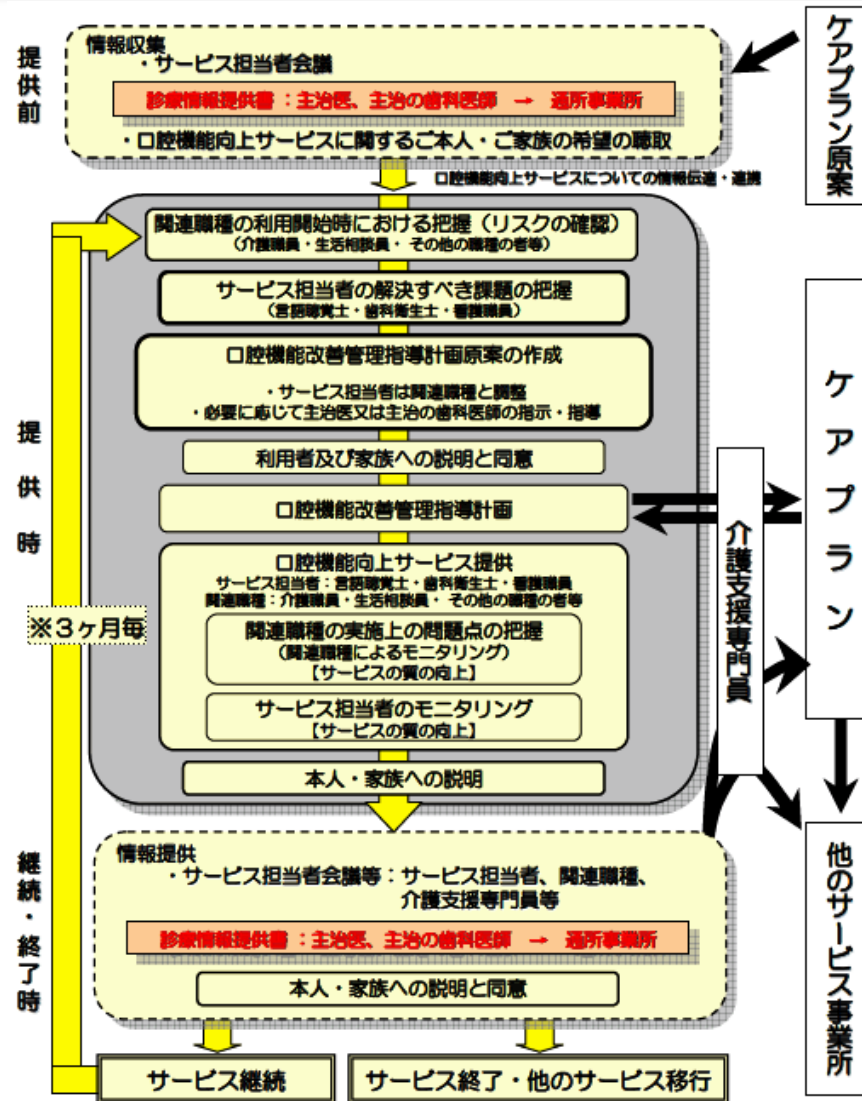 提供前
情報収集
・サービス担当者会議
診療情報提供書：主治医、主治の歯科医師　→　通所事業所
・口腔機能向上サービスに関するご本人・ご家族の希望の聴取
ケアプラン原案
口腔機能向上サービスについての情報伝達・連携
提供時
関連職種の利用開始時における把握（リスクの確認）
（介護職員・生活相談員・ その他の職種の者等）
サービス担当者の解決すべき課題の把握
（言語聴覚士・歯科衛生士・看護職員）
口腔機能改善管理指導計画原案の作成
・サービス担当者は関連職種と調整
・必要に応じて主治医又は主治の歯科医師の指示・指導
利用者及び家族への説明と同意
口腔機能改善管理指導計画
口腔機能向上サービス提供
サービス担当者：言語聴覚士・歯科衛生士・看護職員
関連職種：介護職員・生活相談員・ その他の職種の者等
関連職種の実施上の問題点の把握
（関連職種によるモニタリング）
【サービスの質の向上】
サービス担当者のモニタリング
【サービスの質の向上】
本人・家族への説明
※３ヶ月毎
介護支援専門員
ケアプラン
継続・終了時
情報提供
・サービス担当者会議等：サービス担当者、関連職種、
介護支援専門員等
診療情報提供書：主治医、主治の歯科医師　→　通所事業所
本人・家族への説明と同意
サービス継続
サービス終了・他のサービス移行
他のサービス事業所